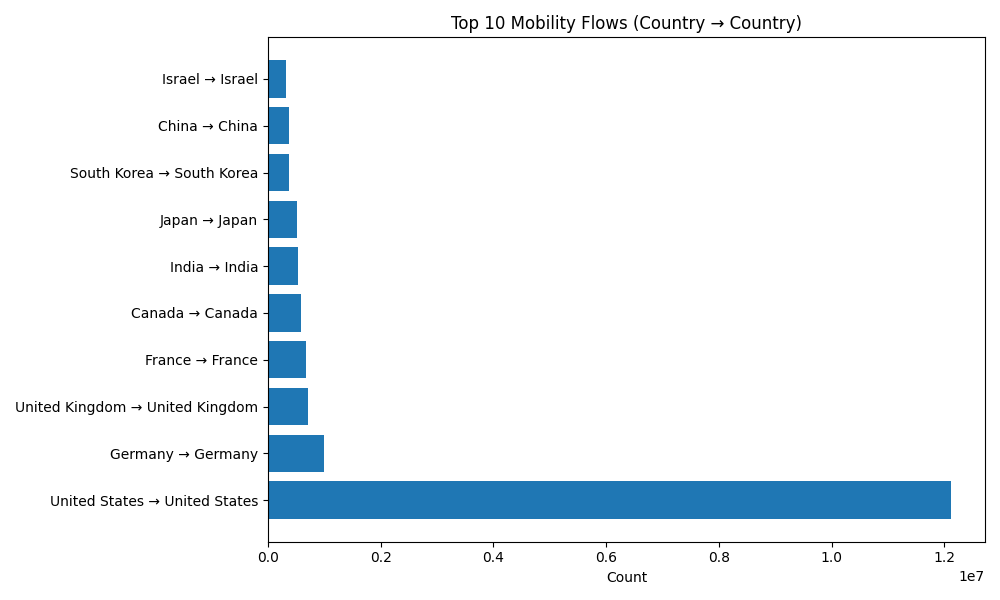 Top 10 Mobility Flows (Country → Country)
Israel → Israel
China → China
South Korea → South Korea
Japan → Japan
India → India
Canada → Canada
France → France
United Kingdom → United Kingdom
Germany → Germany
United States → United States
0.0 0.2 0.4 0.6 0.8 1.0 1.2
1e7
Count